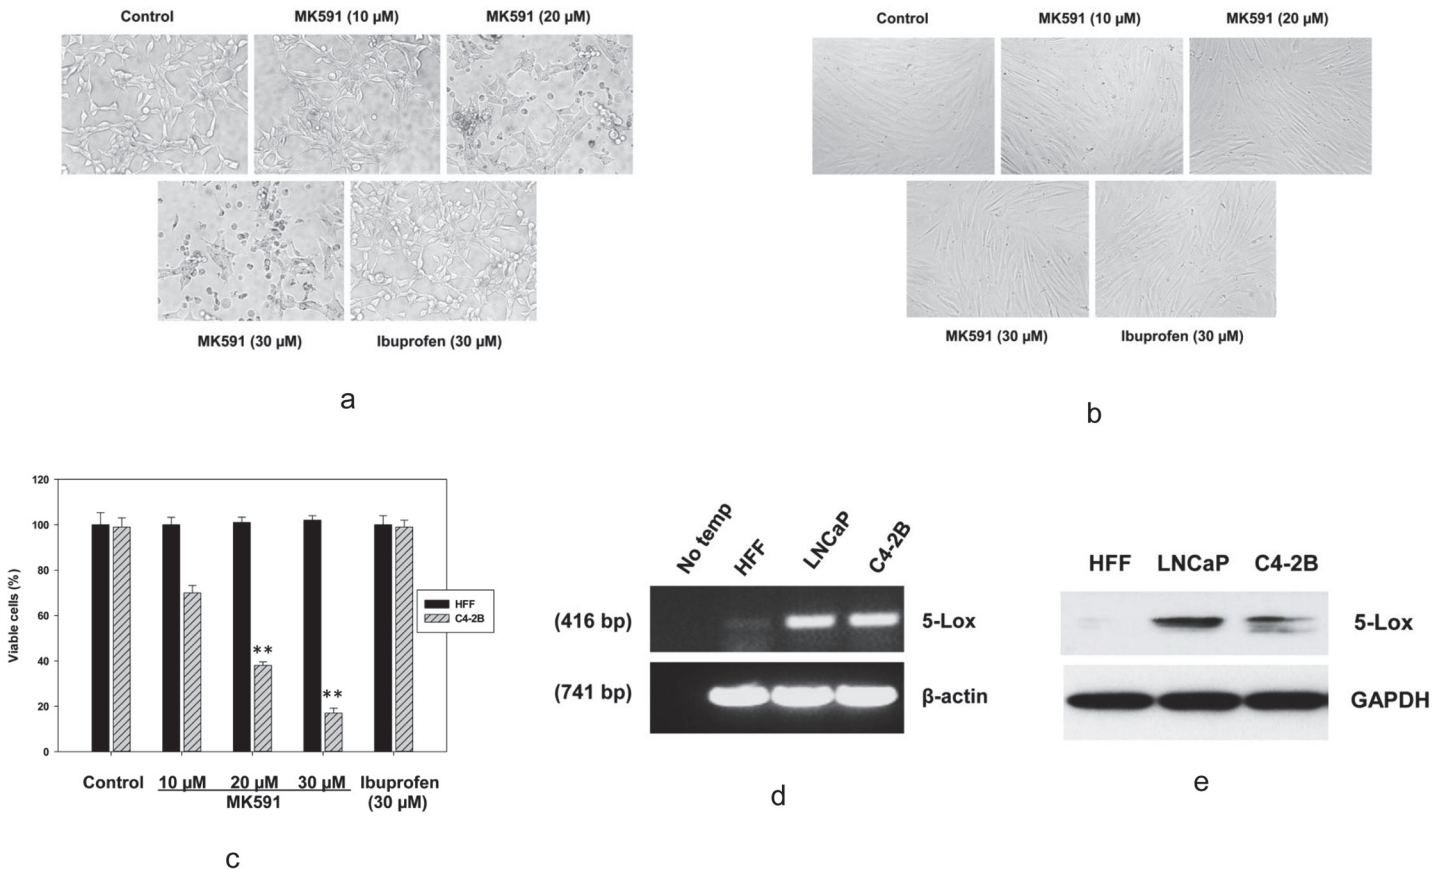 Control MK591 (10 µM) MK591 (20 µM)
MK591 (30 µM) Ibuprofen (30 µM)
a
Control MK591 (10 µM) MK591 (20 µM)
MK591 (30 µM) Ibuprofen (30 µM)
b
Viable cells (%)
120
100
80
60
40
20
0
HFF
C4-2B
**
**
Control 10 µM 20 µM 30 µM Ibuprofen
MK591 (30 µM)
c
No temp HFF LNCaP C4-2B
(416 bp) 5-Lox
(741 bp) β-actin
d
HFF LNCaP C4-2B
5-Lox
GAPDH
e